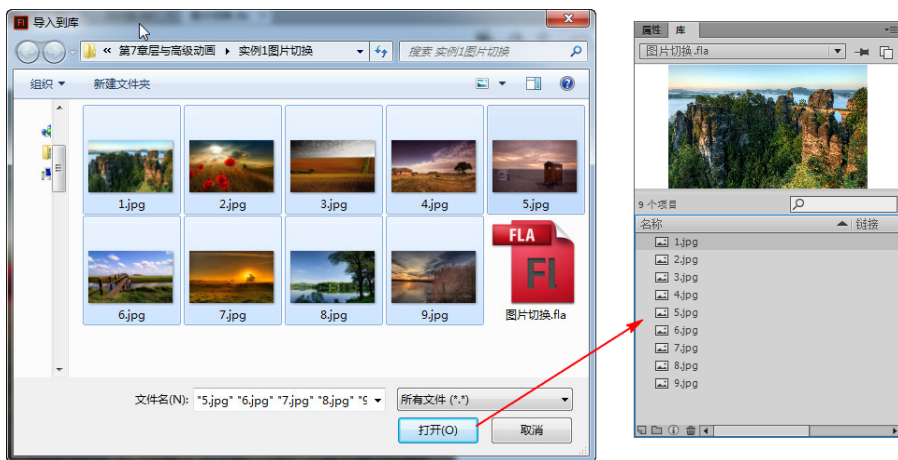 Fl 导入到库
« 第7章层与高级动画 ▸ 实例1图片切换
搜索 实例1图片切换
组织
新建文件夹
1.jpg
2.jpg
3.jpg
4.jpg
5.jpg
6.jpg
7.jpg
8.jpg
9.jpg
FLA
Fl
图片切换.fla
文件名(N): "5.jpg" "6.jpg" "7.jpg" "8.jpg" "9
所有文件 (*.*)
打开(O)
取消
属性 库
图片切换.fla
9 个项目
名称
链接
1.jpg
2.jpg
3.jpg
4.jpg
5.jpg
6.jpg
7.jpg
8.jpg
9.jpg